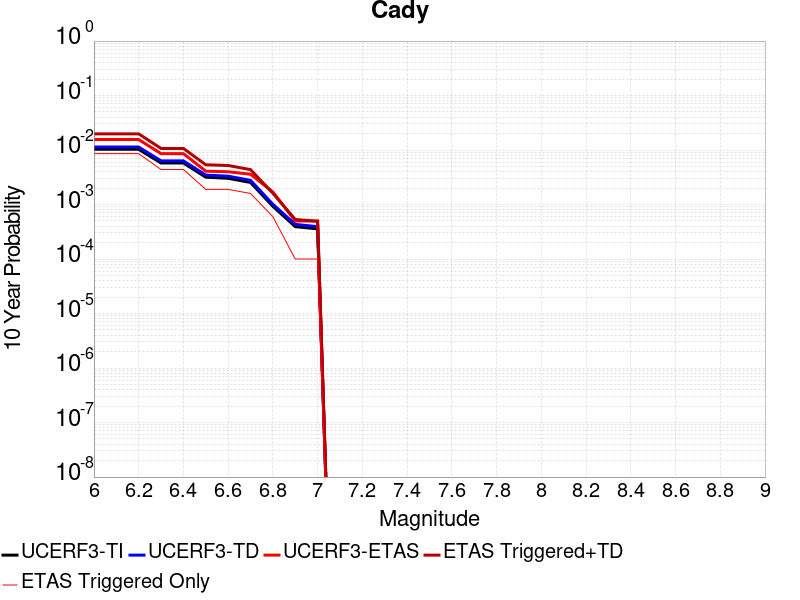 Cady
10 0
10 -1
10 -2
10 -3
10 -4
10 -5
10 -6
10 -7
10 -8
10 Year Probability
6 6.2 6.4 6.6 6.8 7 7.2 7.4 7.6 7.8 8 8.2 8.4 8.6 8.8 9
Magnitude
UCERF3-TI UCERF3-TD UCERF3-ETAS ETAS Triggered+TD
ETAS Triggered Only